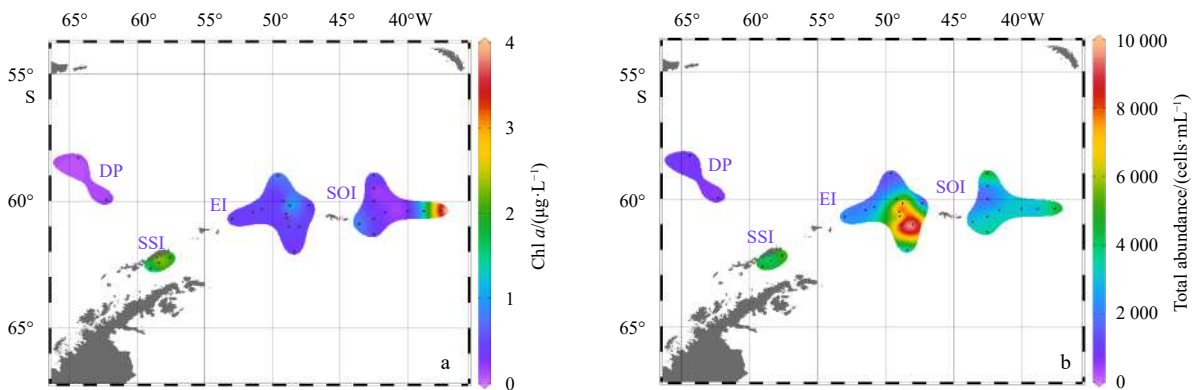 65° 60° 55° 50° 45° 40°W
55°
S
60°
65°
DP
EI
SOI
SSI
a
4
3
2
1
0
Chl a/(μg·L⁻¹)
65° 60° 55° 50° 45° 40°W
55°
S
60°
65°
DP
EI
SOI
SSI
b
10 000
8 000
6 000
4 000
2 000
0
Total abundance/(cells·mL⁻¹)